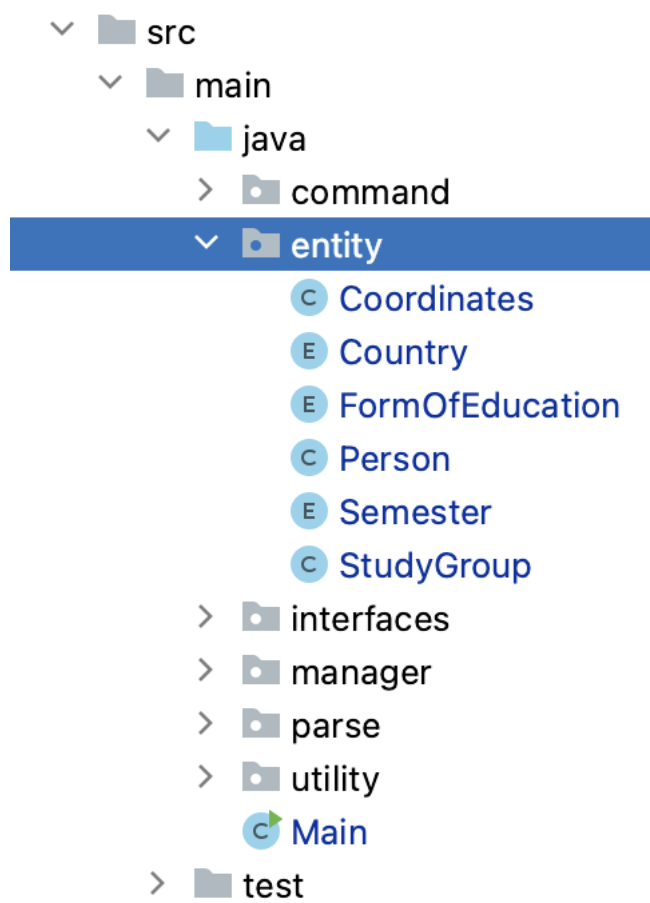 src
main
java
command
entity
C Coordinates
E Country
E FormOfEducation
C Person
E Semester
C StudyGroup
interfaces
manager
parse
utility
C Main
test